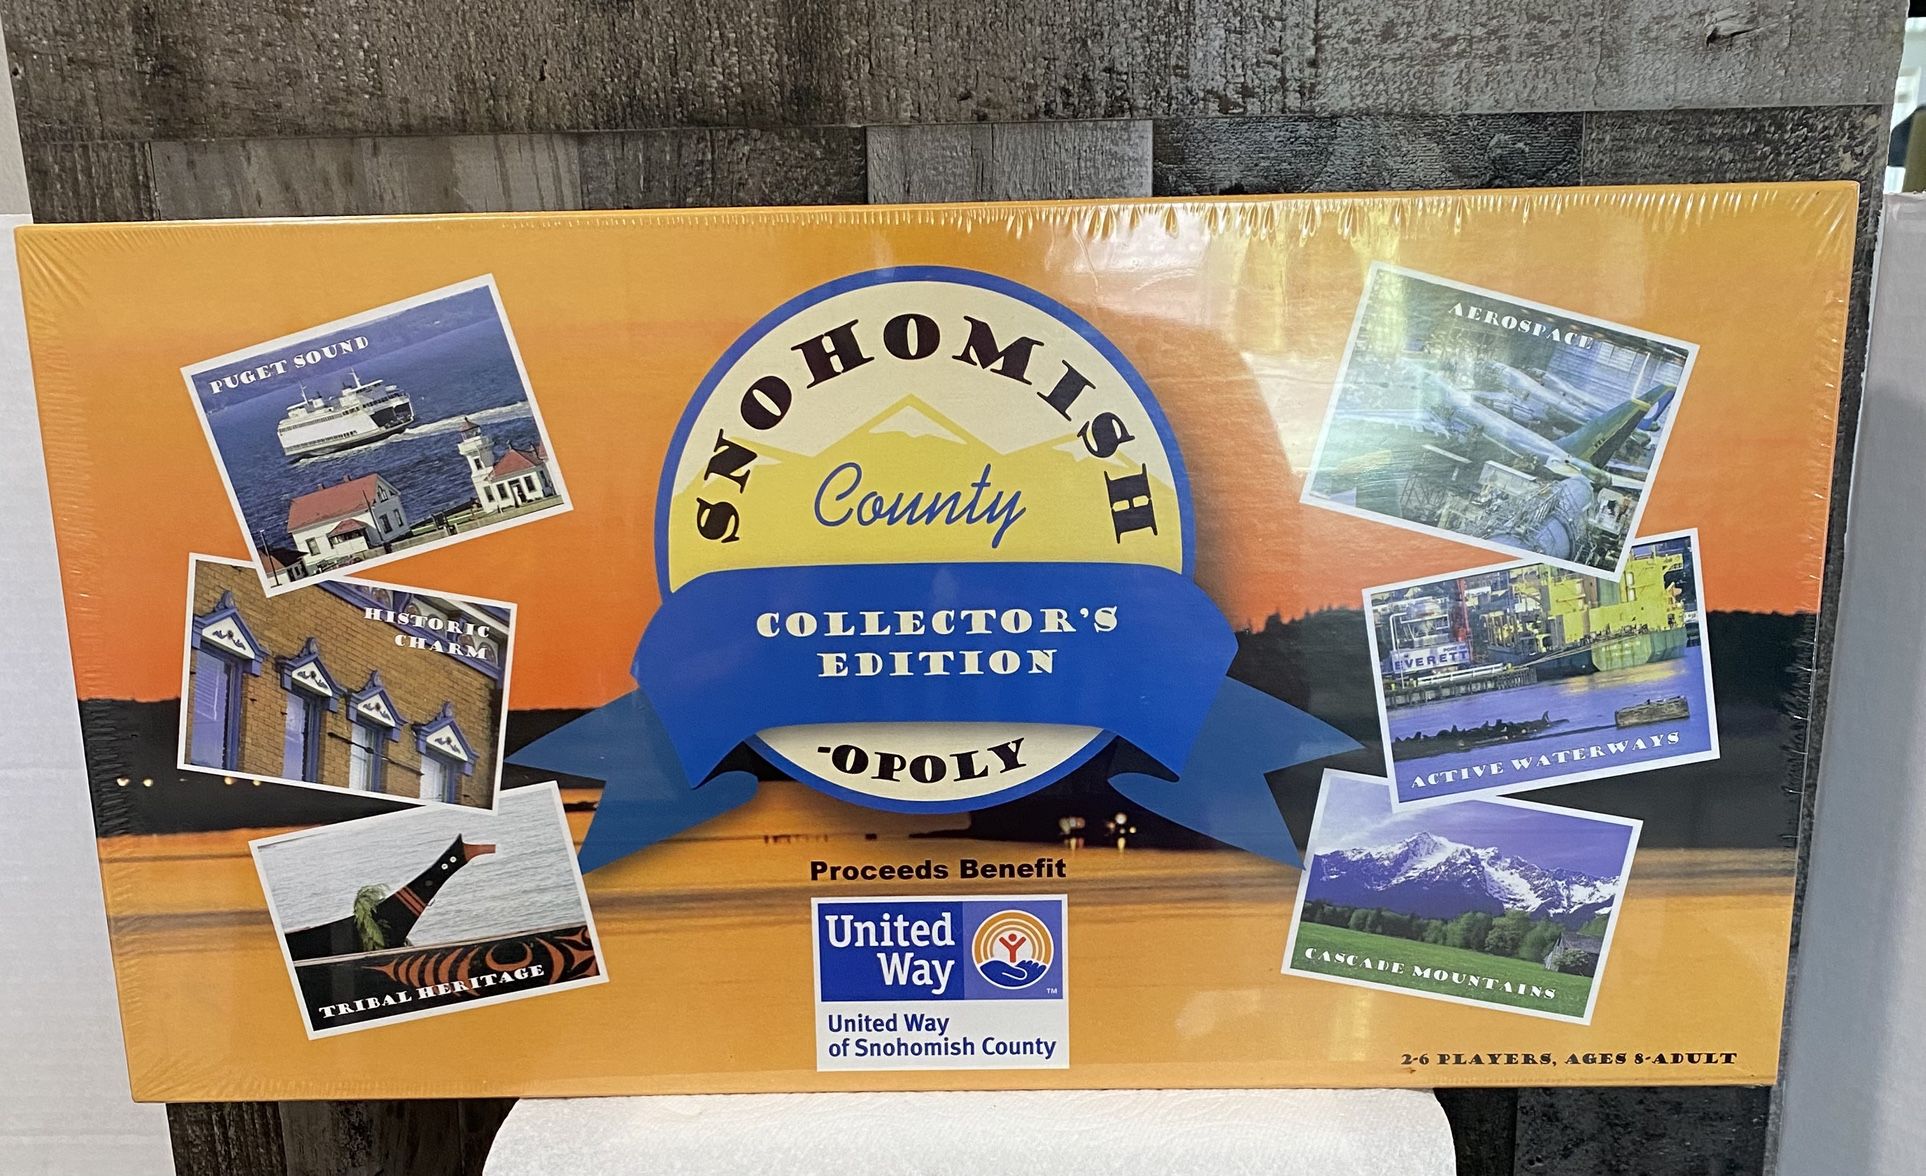 SNOHOMISH
County
COLLECTOR'S
EDITION
-OPOLY
PUGET SOUND
HISTORIC
CHARM
TRIBAL HERITAGE
AEROSPACE
EVERETT
ACTIVE WATERWAYS
CASCADE MOUNTAINS
Proceeds Benefit
United
Way
TM
United Way
of Snohomish County
2-6 PLAYERS, AGES 8-ADULT